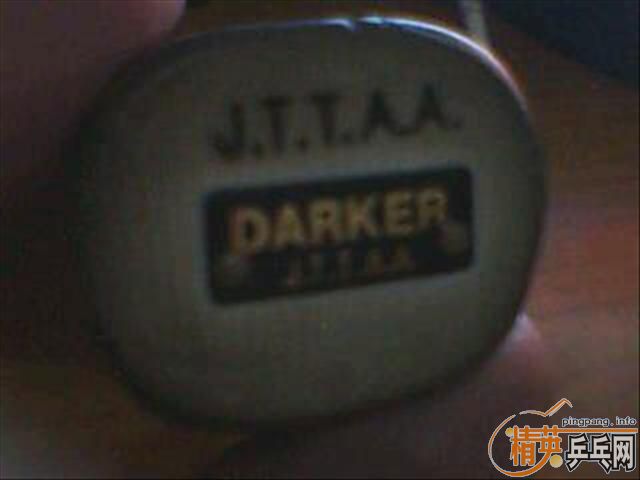 J.T.T.A.A.
DARKER
J.T.T.A.A.
pingpang.info
精英乒乓网